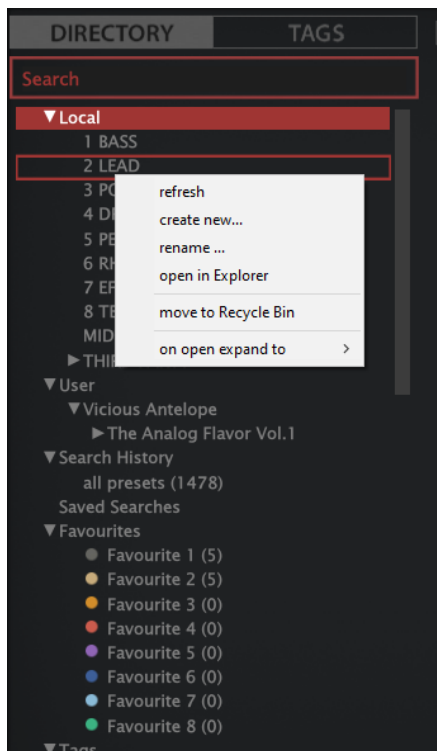 DIRECTORY TAGS
Search
▼Local
1 BASS
2 LEAD
3 PO
4 D
5 PE
6 RH
7 EF
8 TE
MID
▶THI
refresh
create new...
rename ...
open in Explorer
move to Recycle Bin
on open expand to >
▼User
▼Vicious Antelope
▶The Analog Flavor Vol.1
▼Search History
all presets (1478)
Saved Searches
▼Favourites
Favourite 1 (5)
Favourite 2 (5)
Favourite 3 (0)
Favourite 4 (0)
Favourite 5 (0)
Favourite 6 (0)
Favourite 7 (0)
Favourite 8 (0)
▼Tags